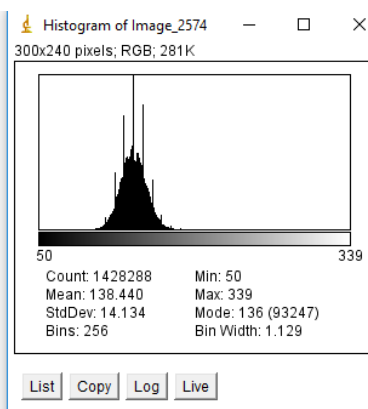 Histogram of Image_2574
300x240 pixels; RGB; 281K
50 339
Count: 1428288 Min: 50
Mean: 138.440 Max: 339
StdDev: 14.134 Mode: 136 (93247)
Bins: 256 Bin Width: 1.129
List Copy Log Live